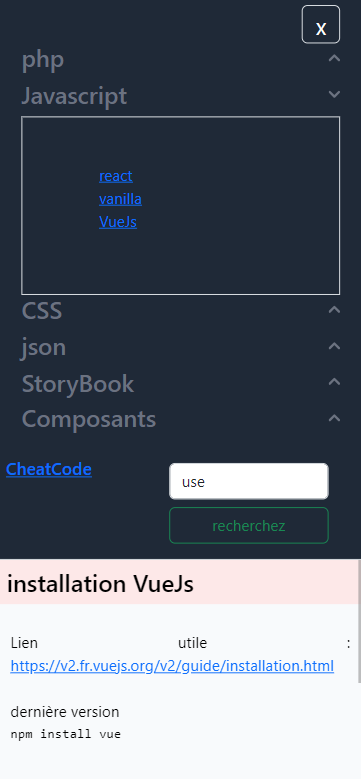 x
php
Javascript
react
vanilla
VueJs
CSS
json
StoryBook
Composants
CheatCode
use
recherchez
installation VueJs
Lien utile :
https://v2.fr.vuejs.org/v2/guide/installation.html
dernière version
npm install vue